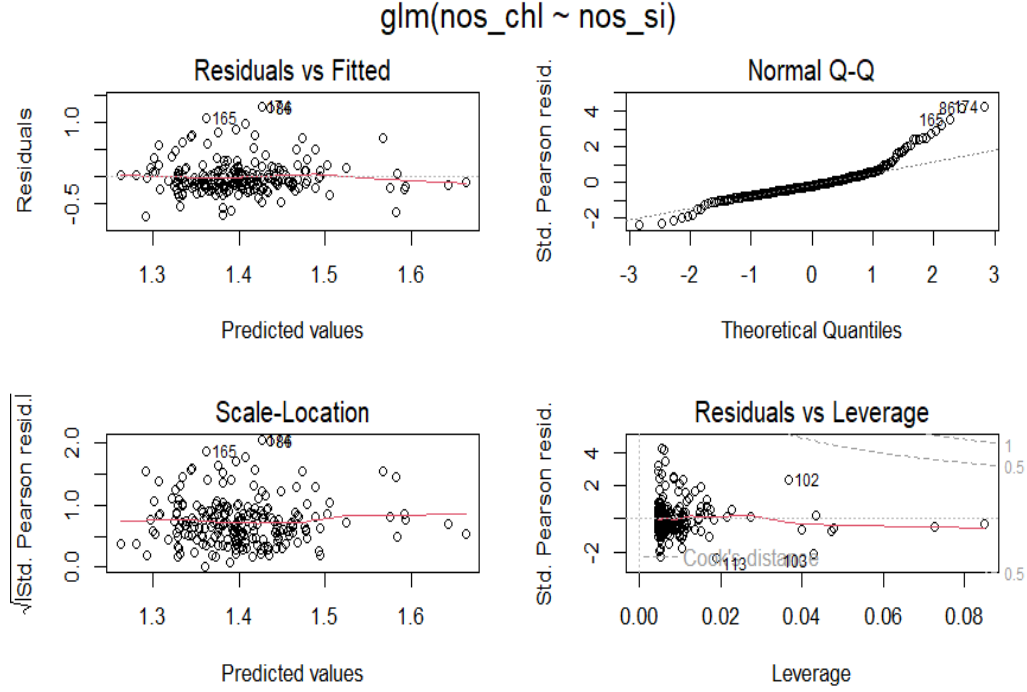 glm(nos_chl ~ nos_si)
Residuals vs Fitted
Residuals
1.0
-0.5
165
1.3 1.4 1.5 1.6
Predicted values
Normal Q-Q
Std. Pearson resid.
4
2
0
-2
165
86
174
-3 -2 -1 0 1 2 3
Theoretical Quantiles
Scale-Location
√|Std. Pearson resid.|
2.0
1.0
0.0
165
1.3 1.4 1.5 1.6
Predicted values
Residuals vs Leverage
Std. Pearson resid.
4
2
0
-2
1
0.5
102
Cook's distance
113
103
0.5
0.00 0.02 0.04 0.06 0.08
Leverage